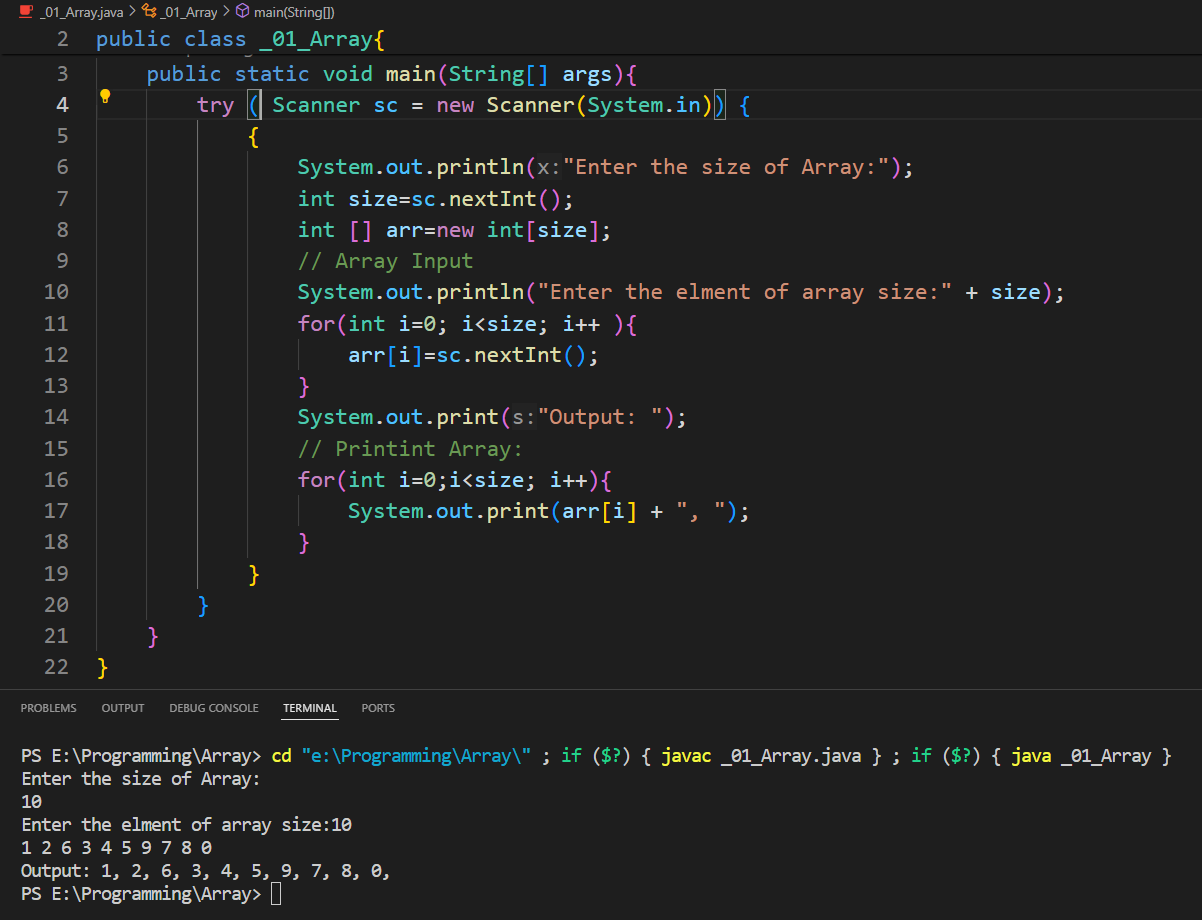 _01_Array.java > _01_Array > main(String[])
2 public class _01_Array{
3     public static void main(String[] args){
4         try ( Scanner sc = new Scanner(System.in)) {
5             {
6                 System.out.println(x:"Enter the size of Array:");
7                 int size=sc.nextInt();
8                 int [] arr=new int[size];
9                 // Array Input
10                 System.out.println("Enter the elment of array size:" + size);
11                 for(int i=0; i<size; i++ ){
12                     arr[i]=sc.nextInt();
13                 }
14                 System.out.print(s:"Output: ");
15                 // Printint Array:
16                 for(int i=0;i<size; i++){
17                     System.out.print(arr[i] + ", ");
18                 }
19             }
20         }
21     }
22 }
PROBLEMS OUTPUT DEBUG CONSOLE TERMINAL PORTS
PS E:\Programming\Array> cd "e:\Programming\Array\" ; if ($?) { javac _01_Array.java } ; if ($?) { java _01_Array }
Enter the size of Array:
10
Enter the elment of array size:10
1 2 6 3 4 5 9 7 8 0
Output: 1, 2, 6, 3, 4, 5, 9, 7, 8, 0,
PS E:\Programming\Array>